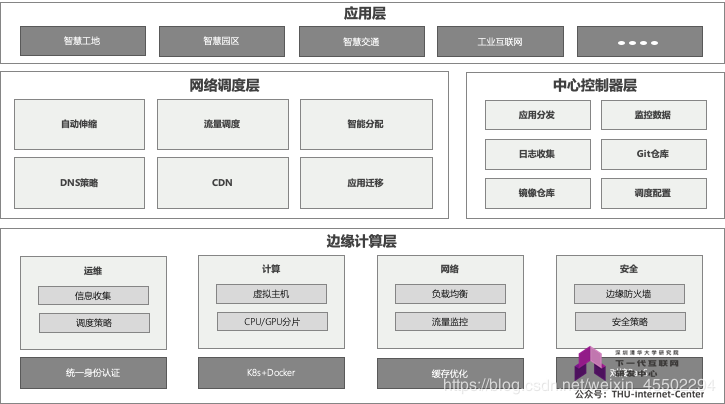 应用层
智慧工地 智慧园区 智慧交通 工业互联网
网络调度层 中心控制器层
自动伸缩 流量调度 智能分配 应用分发 监控数据
日志收集 Git仓库
DNS策略 CDN 应用迁移 镜像仓库 调度配置
边缘计算层
运维 计算 网络 安全
信息收集 虚拟主机 负载均衡 边缘防火墙
调度策略 CPU/GPU分片 流量监控 安全策略
深圳清华大学研究院
下一代互联网
研发中心
统一身份认证 K8s+Docker 缓存优化
https://blog.csdn.net/weixin_45502294
公众号：THU-Internet-Center